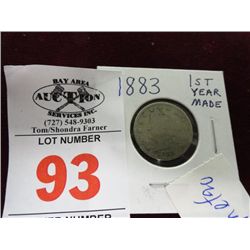 BAY AREA
AUCTION
SERVICES INC.
(727) 548-9303
Tom/Shondra Farner
LOT NUMBER
93
1883
1ST
YEAR
MADE